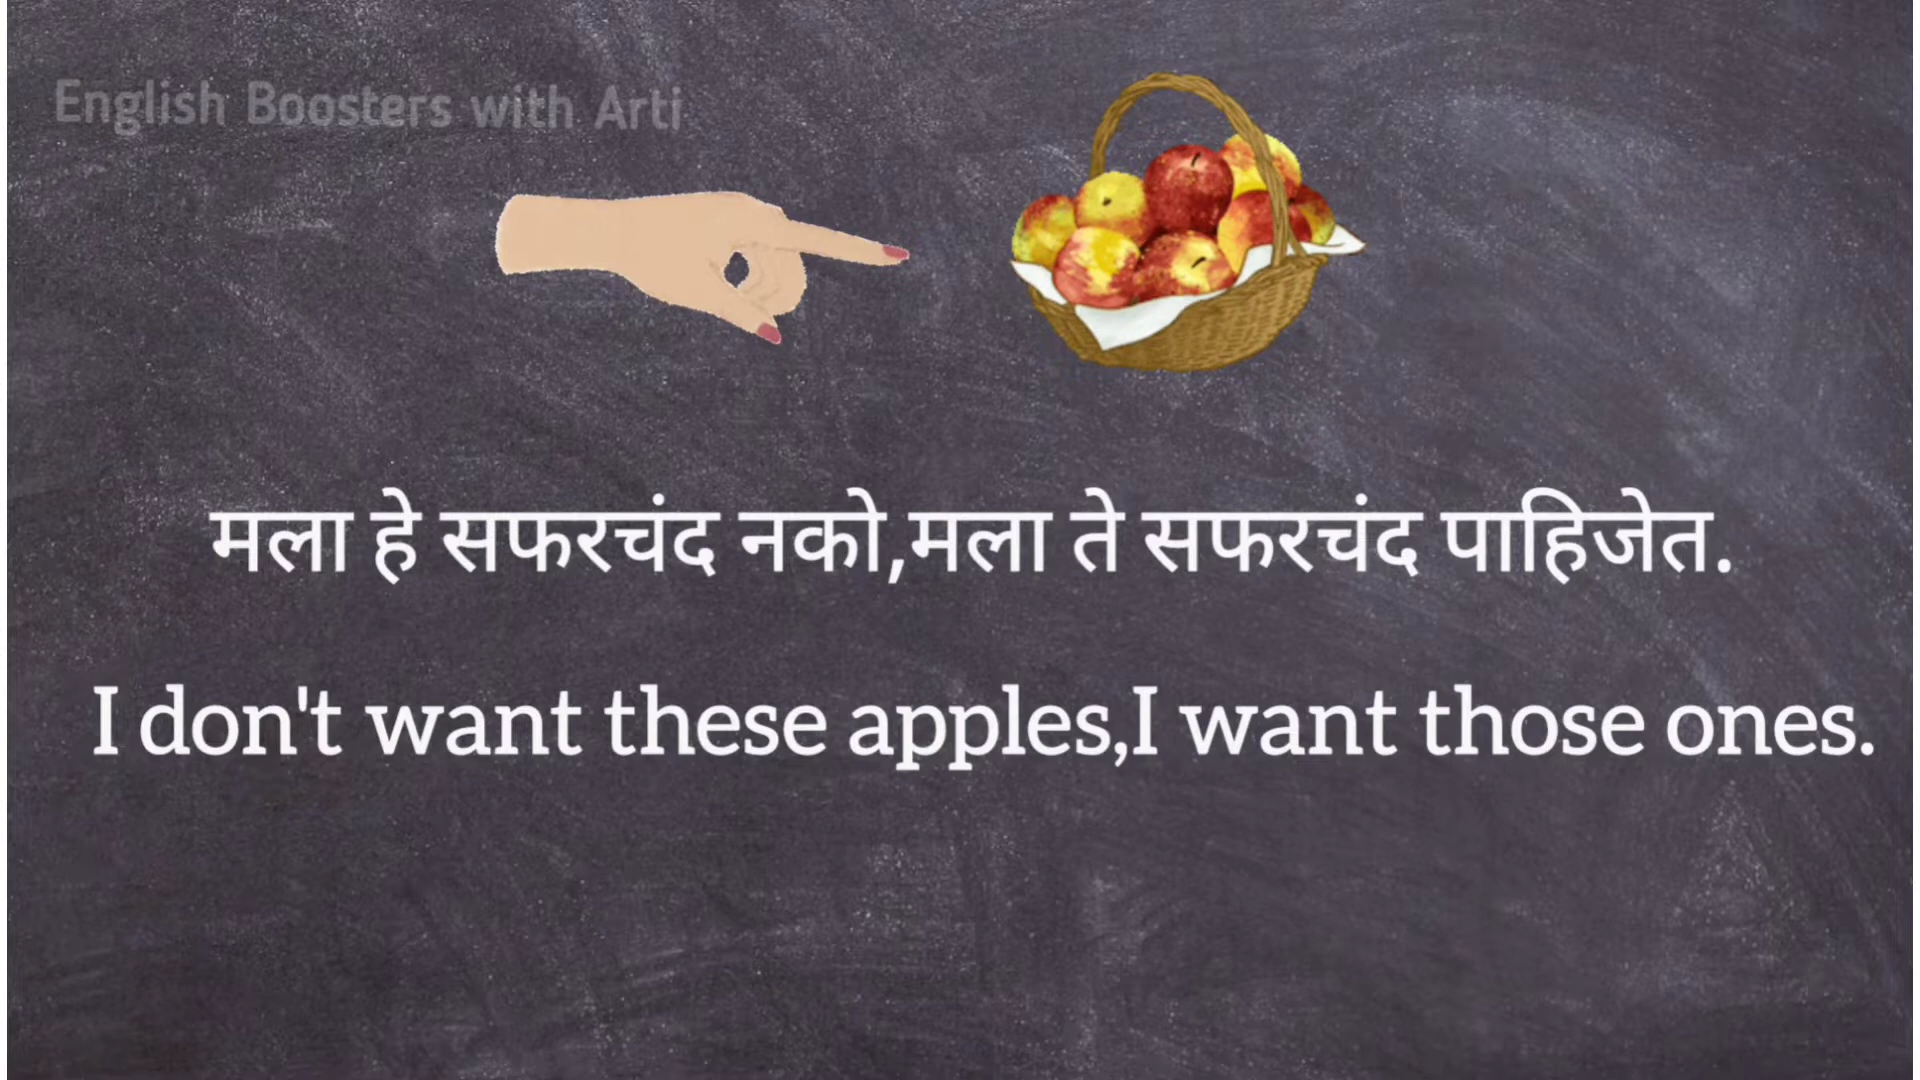 English Boosters with Arti
मला हे सफरचंद नको,मला ते सफरचंद पाहिजेत.
I don't want these apples,I want those ones.